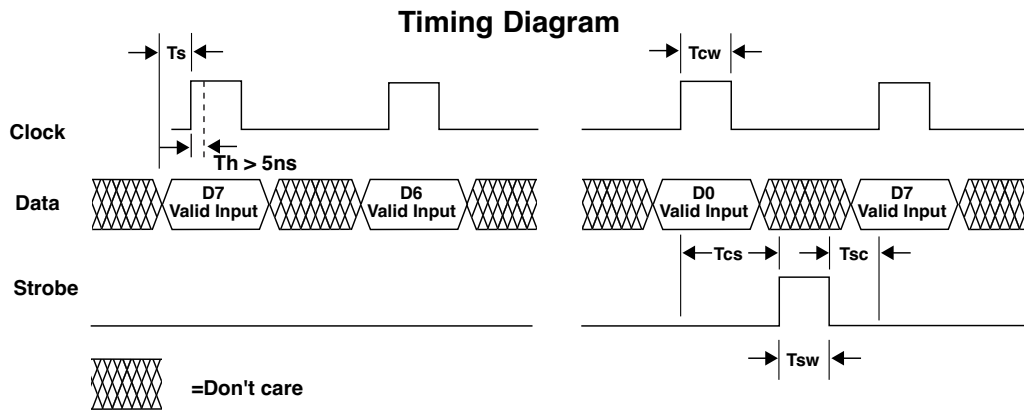 Timing Diagram
Ts
Tcw
Clock
Th > 5ns
Data
D7
Valid Input
D6
Valid Input
D0
Valid Input
D7
Valid Input
Tcs
Tsc
Strobe
Tsw
=Don't care